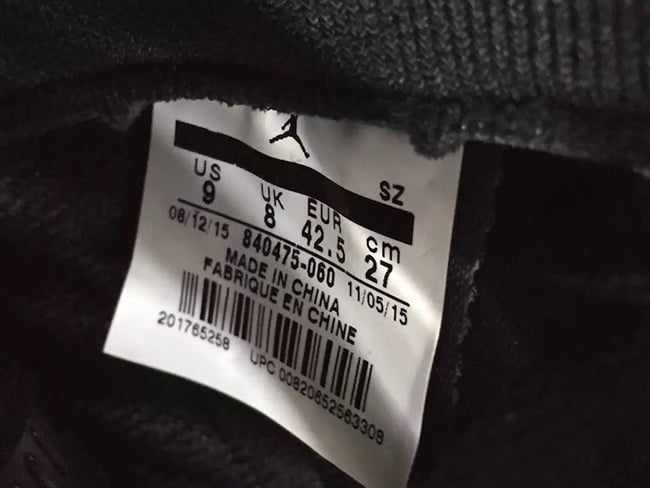 SZ
US UK EUR cm
9 8 42.5 27
08/12/15 840475-060 11/05/15
MADE IN CHINA
FABRIQUE EN CHINE
201765258 UPC 00820652563309